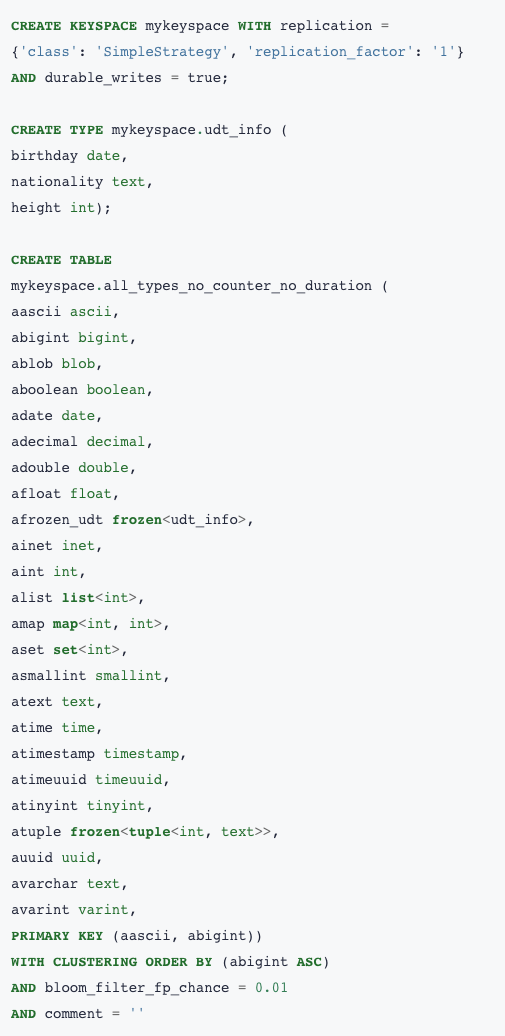 CREATE KEYSPACE mykeyspace WITH replication =
{'class': 'SimpleStrategy', 'replication_factor': '1'}
AND durable_writes = true;
CREATE TYPE mykeyspace.udt_info (
birthday date,
nationality text,
height int);
CREATE TABLE
mykeyspace.all_types_no_counter_no_duration (
aascii ascii,
abigint bigint,
ablob blob,
aboolean boolean,
adate date,
adecimal decimal,
adouble double,
afloat float,
afrozen_udt frozen<udt_info>,
ainet inet,
aint int,
alist list<int>,
amap map<int, int>,
aset set<int>,
asmallint smallint,
atext text,
atime time,
atimestamp timestamp,
atimeuuid timeuuid,
atinyint tinyint,
atuple frozen<tuple<int, text>>,
auuid uuid,
avarchar text,
avarint varint,
PRIMARY KEY (aascii, abigint))
WITH CLUSTERING ORDER BY (abigint ASC)
AND bloom_filter_fp_chance = 0.01
AND comment = ''